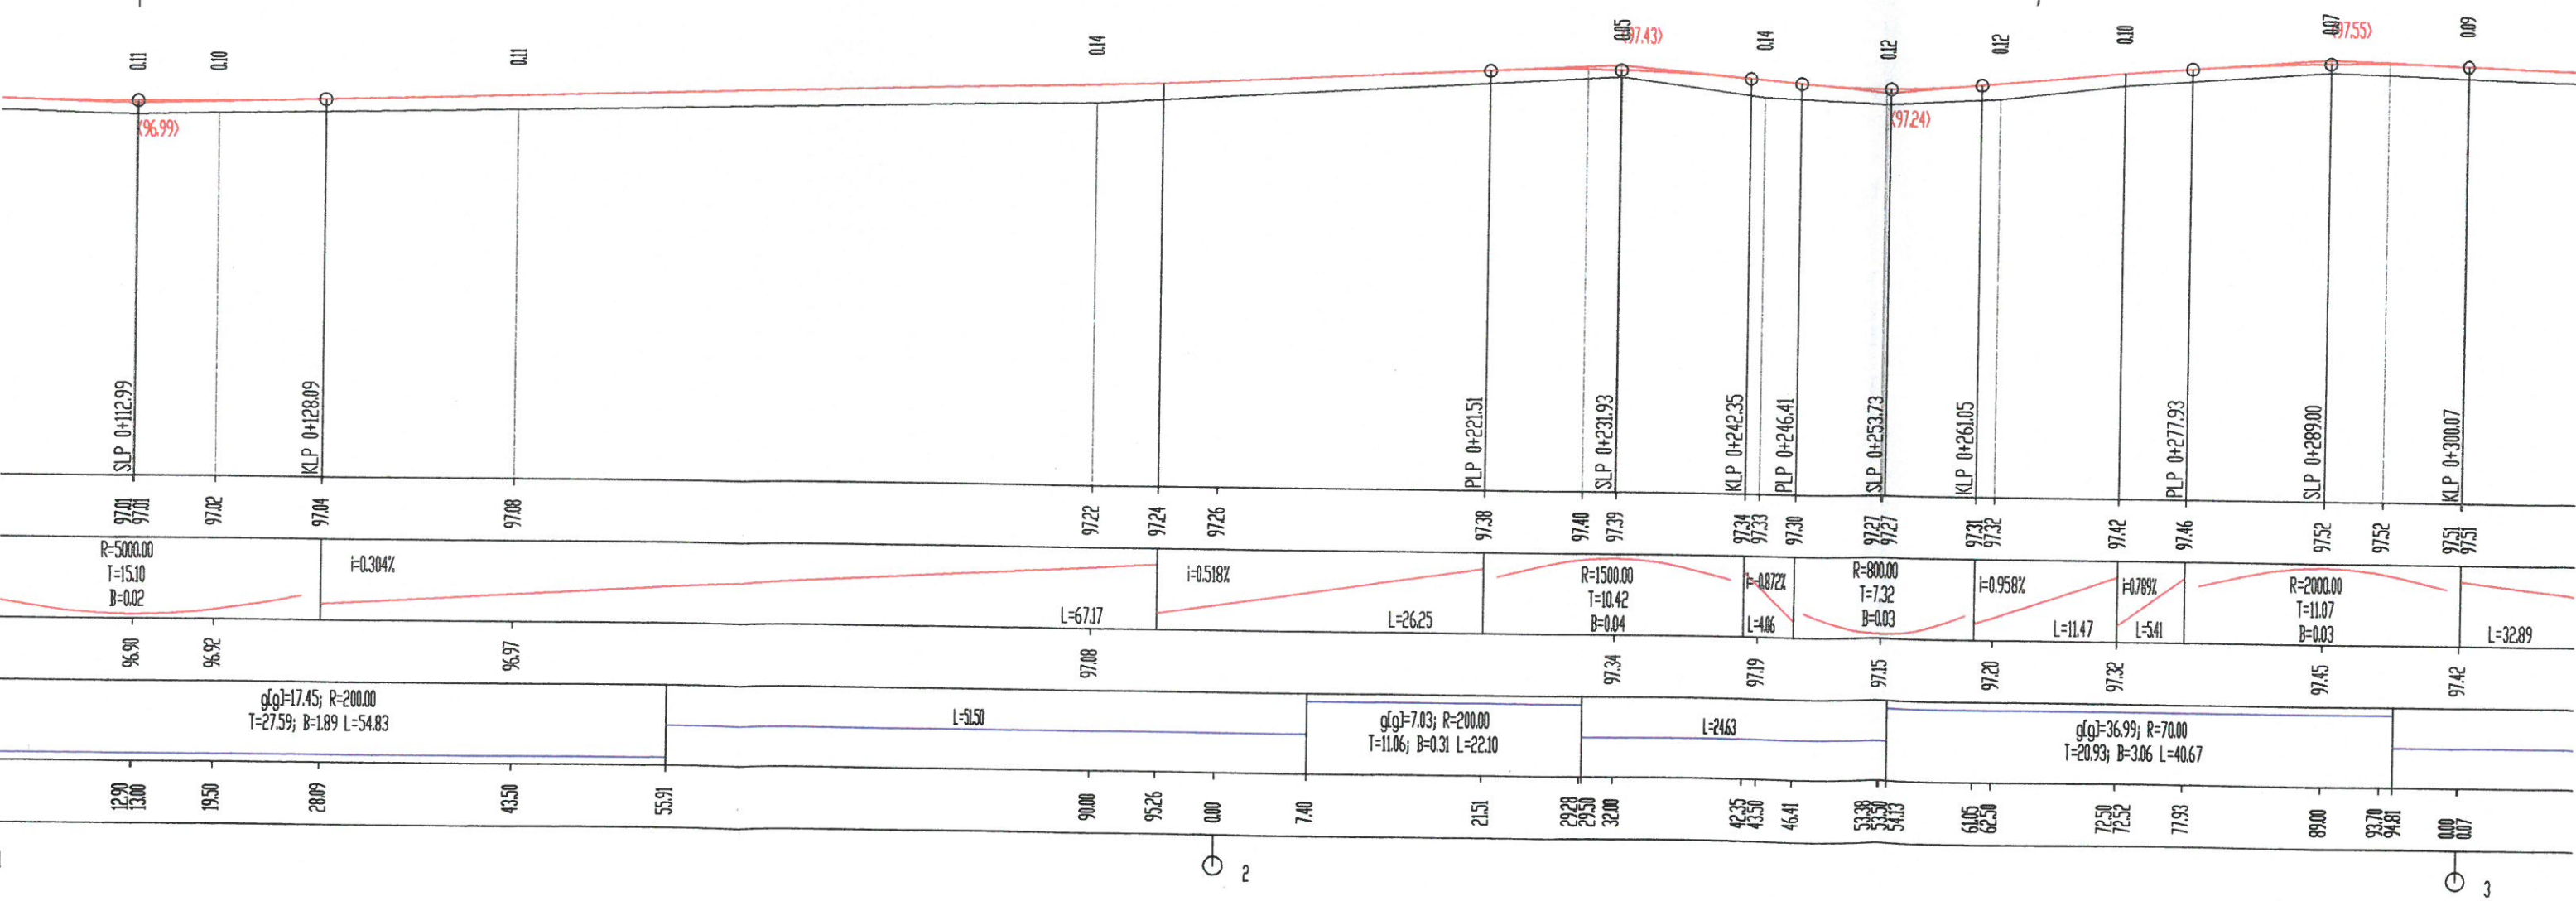 0.11 0.10 0.11 0.14 0.05 0.14 0.12 0.12 0.10 0.07 0.09
(97.43) (97.55)
(96.99) (97.24)
SLP 0+112.99
KLP 0+128.09
PLP 0+221.51
SLP 0+231.93
KLP 0+242.35
PLP 0+246.41
SLP 0+253.73
KLP 0+261.05
PLP 0+277.93
SLP 0+289.00
KLP 0+300.07
97.01 97.01 97.02 97.04 97.08 97.22 97.24 97.26 97.38 97.40 97.39 97.34 97.33 97.30 97.27 97.27 97.31 97.32 97.42 97.46 97.52 97.52 97.51 97.51
R=5000.00
T=15.10
B=0.02
i=0.304%
L=67.17
i=0.518%
L=26.25
R=1500.00
T=10.42
B=0.04
i=-0.872%
L=4.06
R=800.00
T=7.32
B=0.03
i=0.958%
L=11.47
i=0.789%
L=5.41
R=2000.00
T=11.07
B=0.03
L=32.89
96.90 96.92 96.97 97.08 97.34 97.19 97.15 97.20 97.32 97.45 97.42
g[g]=17.45; R=200.00
T=27.59; B=1.89 L=54.83
L=51.50
g[g]=7.03; R=200.00
T=11.06; B=0.31 L=22.10
L=24.63
g[g]=36.99; R=70.00
T=20.93; B=3.06 L=40.67
12.90 13.00 19.50 28.09 43.50 55.91 90.00 95.26 0.00 7.40 21.51 29.28 29.50 32.00 42.35 43.50 46.41 53.38 53.50 54.13 61.05 62.50 72.50 72.52 77.93 89.00 93.70 94.81 0.00 0.07
2 3